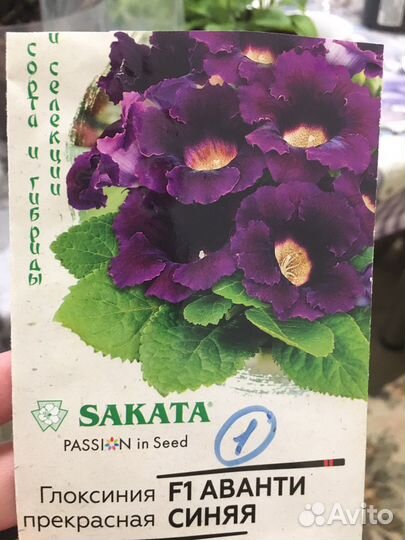 сорта и гибриды
и селекции
SAKATA®
PASSION in Seed
1
Глоксиния F1 АВАНТИ
прекрасная СИНЯЯ
Avito